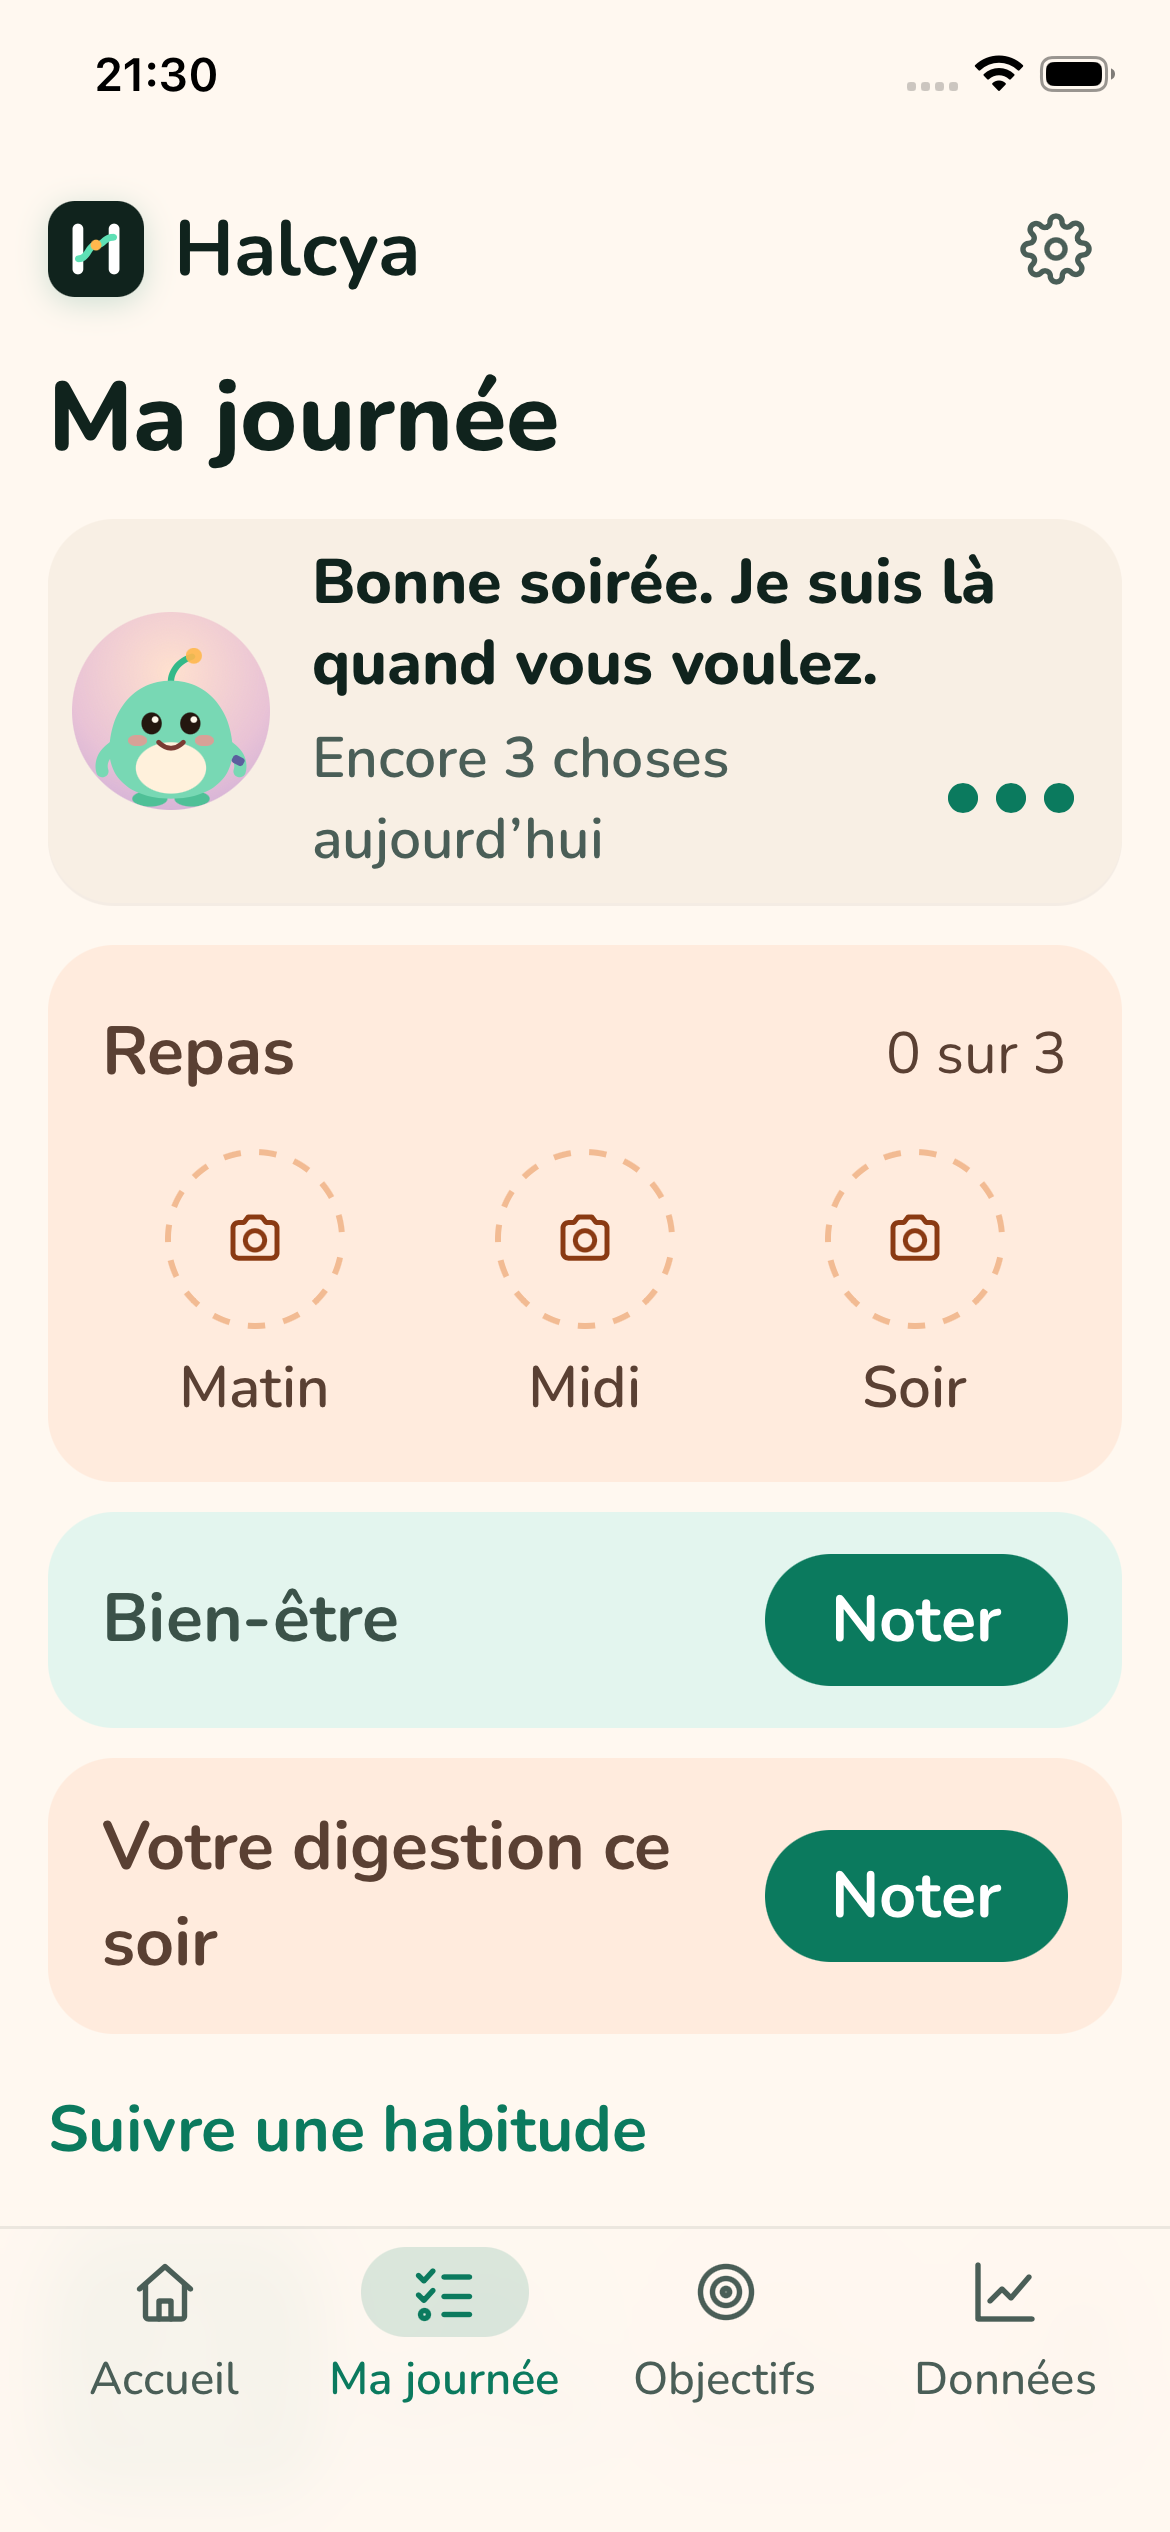 21:30
Halcya
Ma journée
Bonne soirée. Je suis là
quand vous voulez.
Encore 3 choses
aujourd’hui
Repas
0 sur 3
Matin
Midi
Soir
Bien-être
Noter
Votre digestion ce
soir
Noter
Suivre une habitude
Accueil
Ma journée
Objectifs
Données